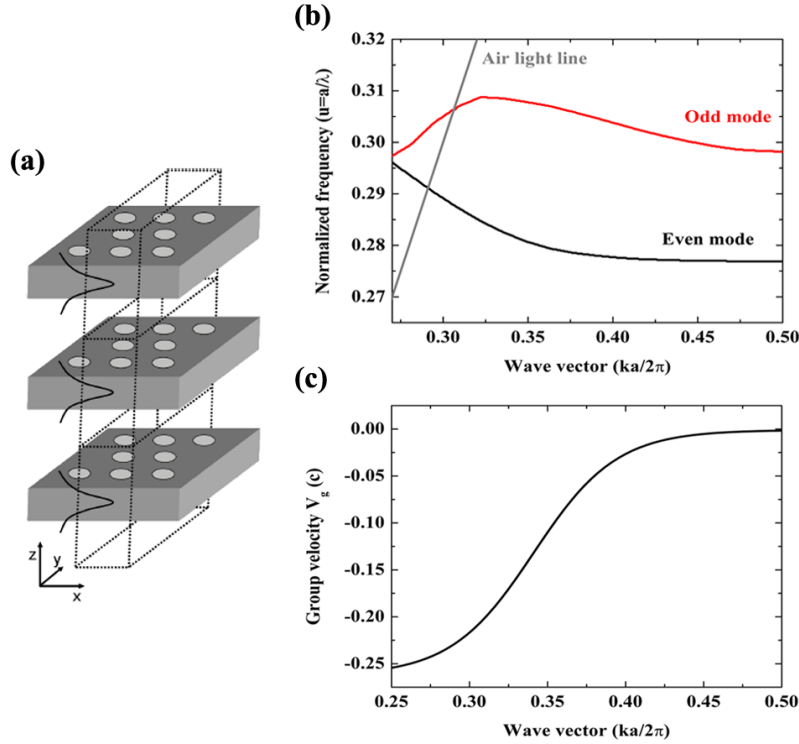 (a)
z
y
x
(b)
Normalized frequency (u=a/λ)
0.32
0.31
0.30
0.29
0.28
0.27
Air light line
Odd mode
Even mode
0.30 0.35 0.40 0.45 0.50
Wave vector (ka/2π)
(c)
Group velocity Vg (c)
0.00
-0.05
-0.10
-0.15
-0.20
-0.25
0.25 0.30 0.35 0.40 0.45 0.50
Wave vector (ka/2π)